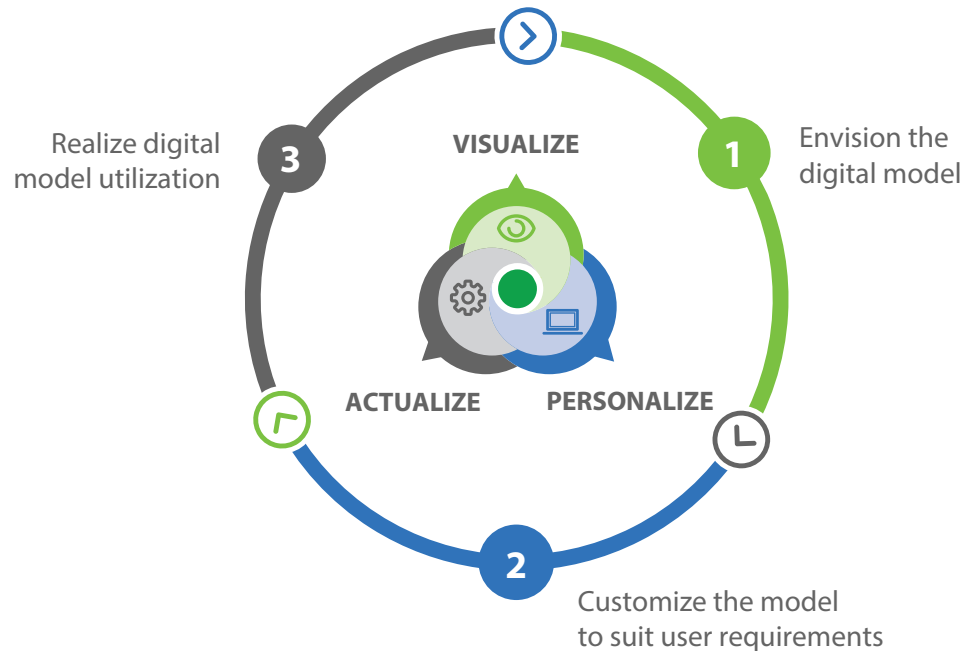 VISUALIZE
1
Envision the
digital model
Realize digital
model utilization
3
ACTUALIZE
PERSONALIZE
2
Customize the model
to suit user requirements